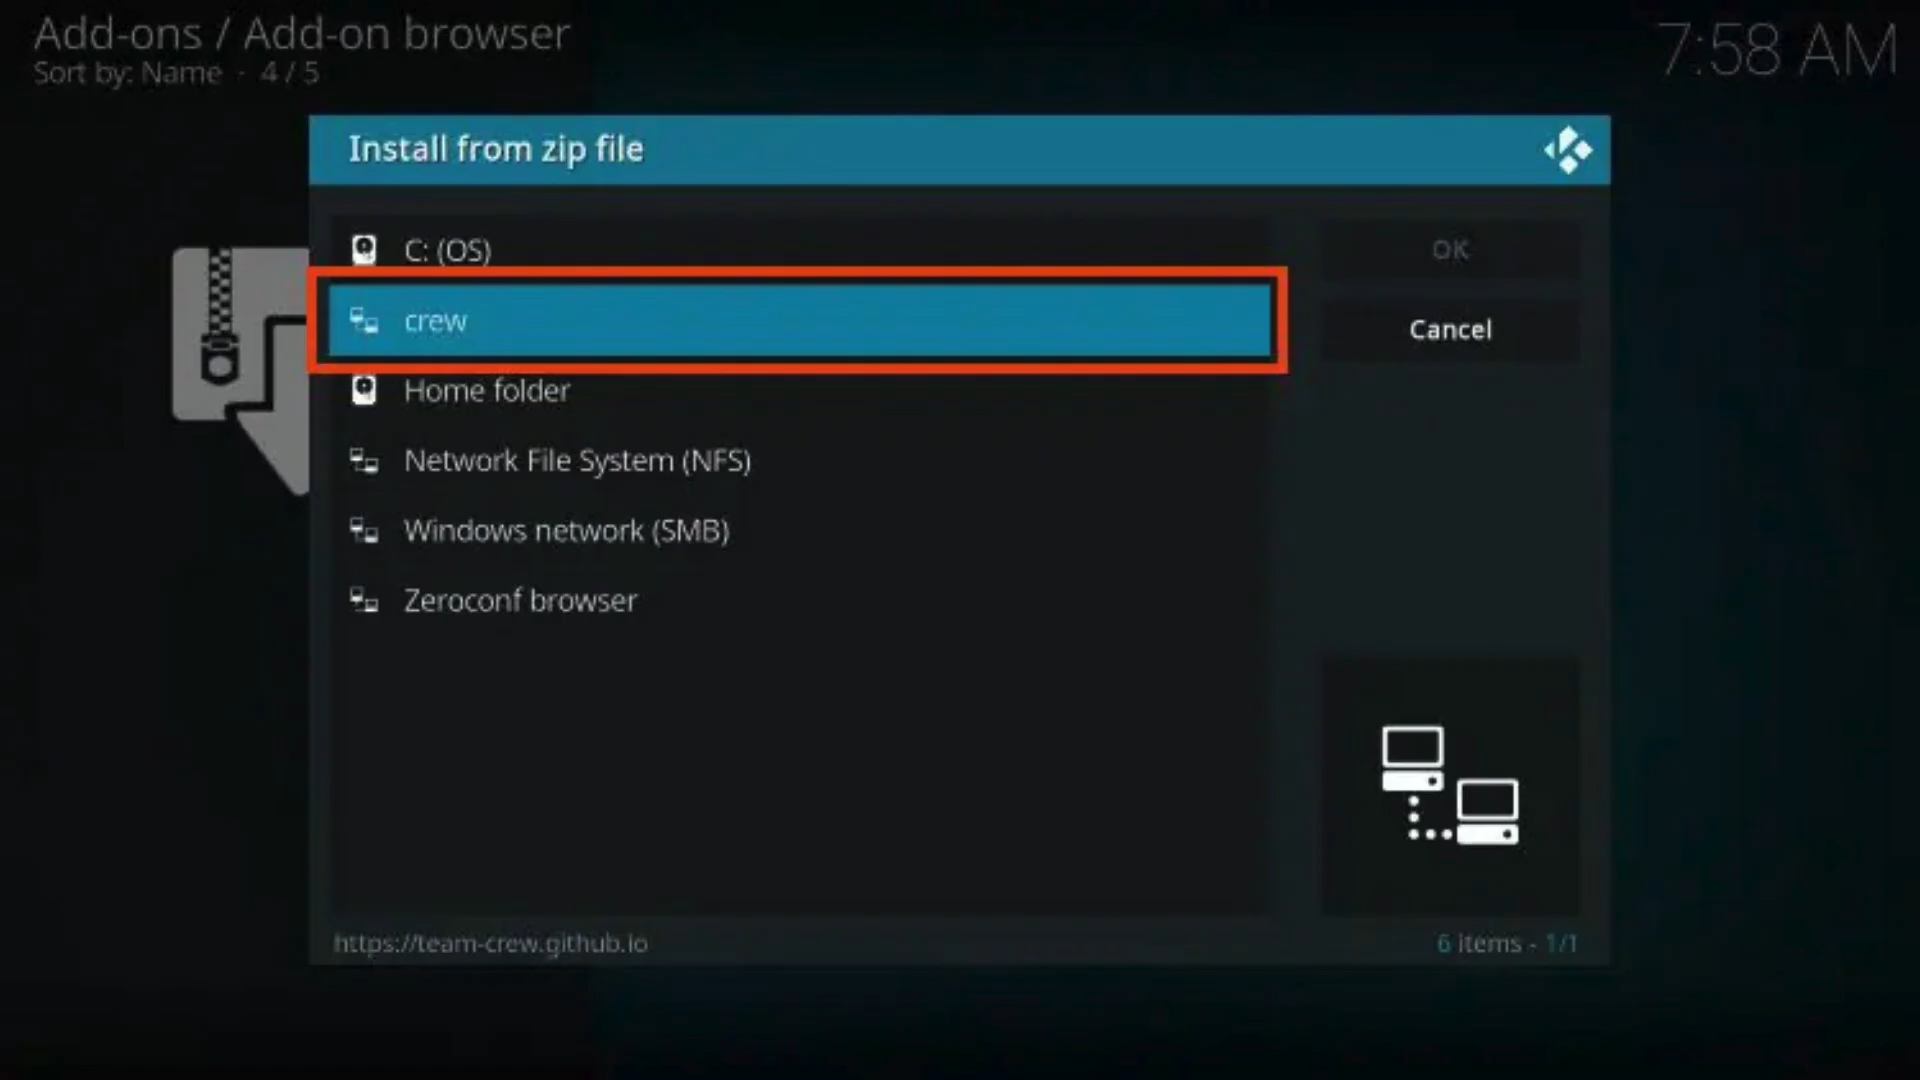 Add-ons / Add-on browser
Sort by: Name · 4 / 5
7:58 AM
Install from zip file
C: (OS)
crew
Home folder
Network File System (NFS)
Windows network (SMB)
Zeroconf browser
OK
Cancel
https://team-crew.github.io
6 items - 1/1